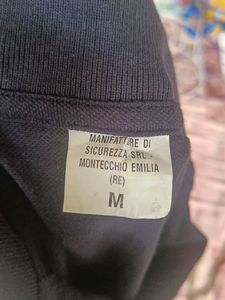 MANIFATTURE DI
SICUREZZA SRL -
MONTECCHIO EMILIA
(RE)
M